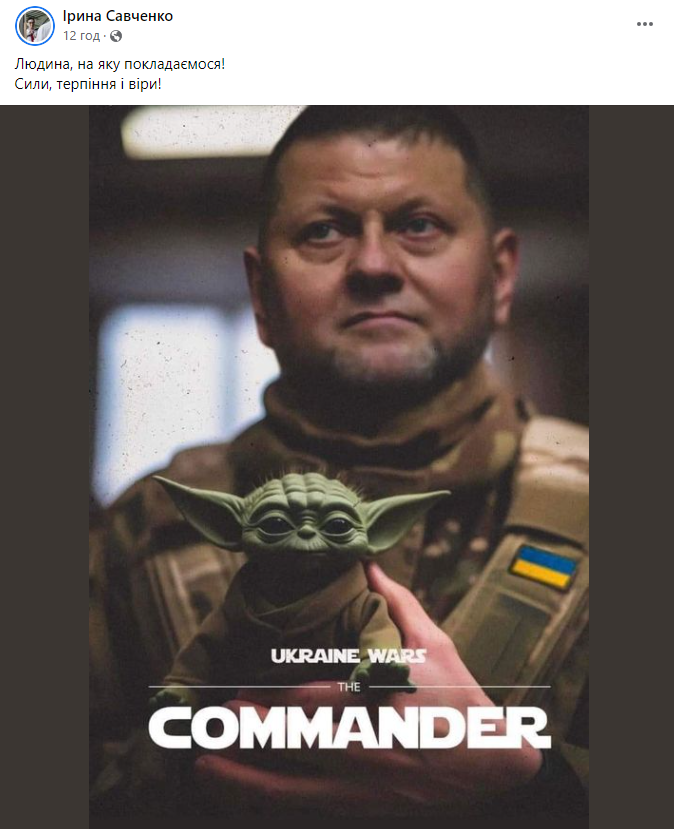 Ірина Савченко
12 год ·
Людина, на яку покладаємося!
Сили, терпіння і віри!
UKRAINE WARS
THE
COMMANDER